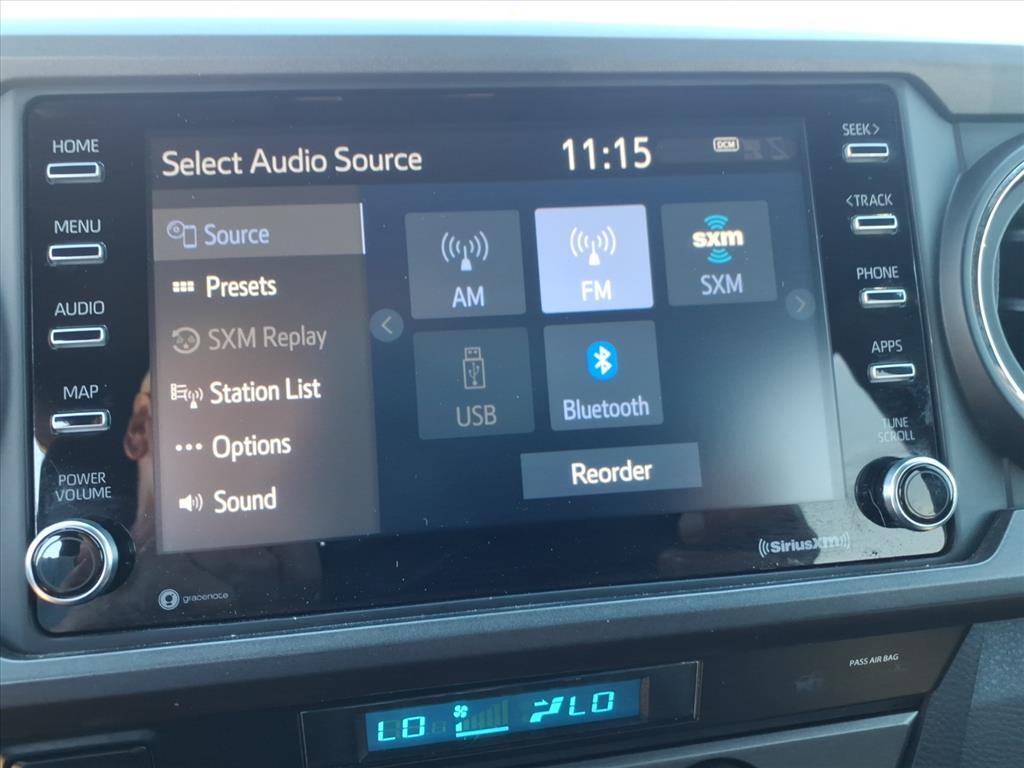 HOME
MENU
AUDIO
MAP
POWER
VOLUME
Select Audio Source
11:15
DCM
Source
Presets
SXM Replay
Station List
Options
Sound
AM
FM
sxm
SXM
USB
Bluetooth
Reorder
SEEK>
<TRACK
PHONE
APPS
TUNE
SCROLL
gracenote
((SiriusXM))
PASS AIR BAG
LO
LO